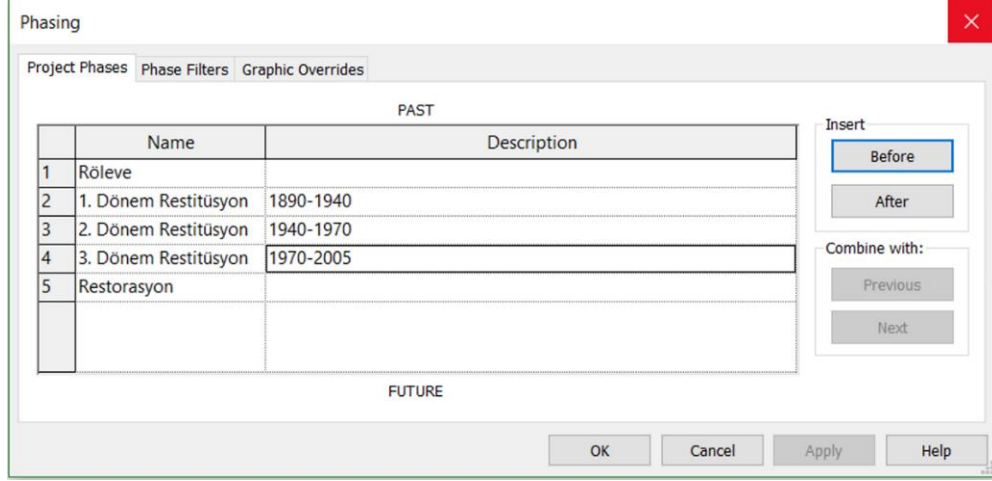 Phasing
Project Phases Phase Filters Graphic Overrides
PAST
Name Description
1 Röleve
2 1. Dönem Restitüsyon 1890-1940
3 2. Dönem Restitüsyon 1940-1970
4 3. Dönem Restitüsyon 1970-2005
5 Restorasyon
FUTURE
Insert
Before
After
Combine with:
Previous
Next
OK Cancel Apply Help